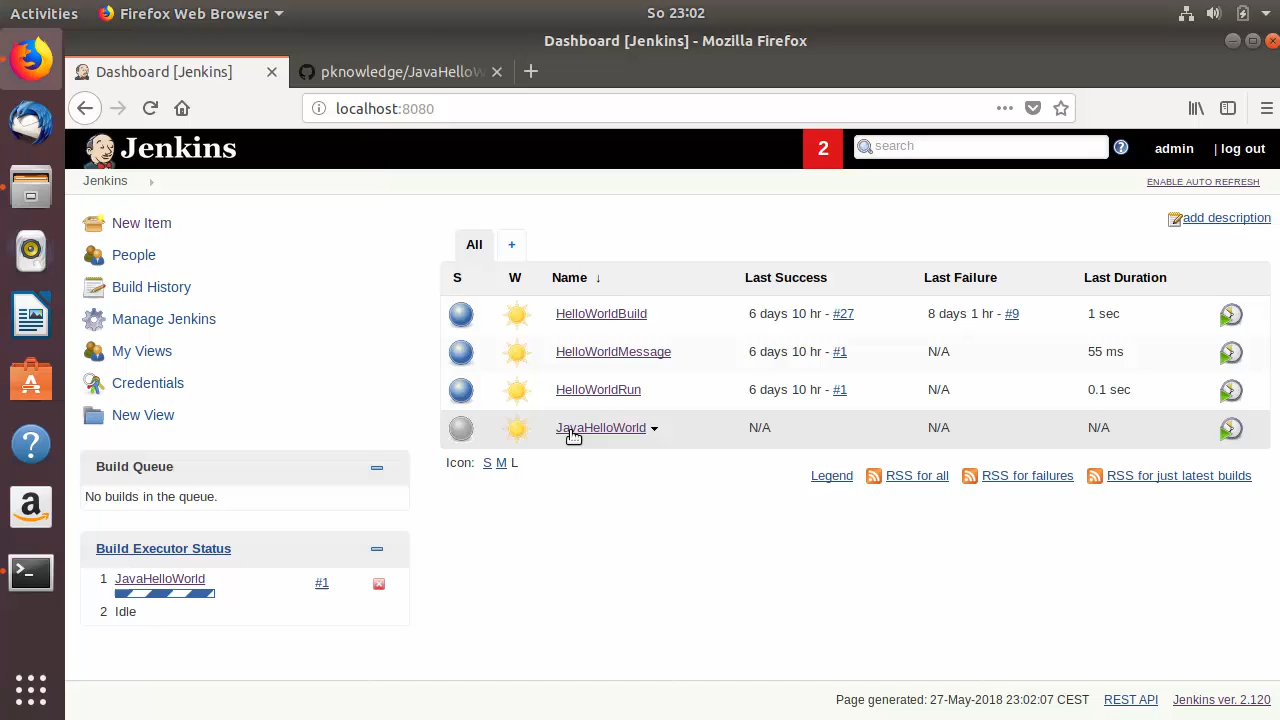 Activities Firefox Web Browser So 23:02
Dashboard [Jenkins] - Mozilla Firefox
Dashboard [Jenkins] pknowledge/JavaHelloW
localhost:8080
Jenkins 2 search admin | log out
Jenkins ENABLE AUTO REFRESH
New Item
People
Build History
Manage Jenkins
My Views
Credentials
New View
Build Queue
No builds in the queue.
Build Executor Status
1 JavaHelloWorld #1
2 Idle
add description
All +
S W Name ↓ Last Success Last Failure Last Duration
HelloWorldBuild 6 days 10 hr - #27 8 days 1 hr - #9 1 sec
HelloWorldMessage 6 days 10 hr - #1 N/A 55 ms
HelloWorldRun 6 days 10 hr - #1 N/A 0.1 sec
JavaHelloWorld N/A N/A N/A
Icon: S M L
Legend RSS for all RSS for failures RSS for just latest builds
Page generated: 27-May-2018 23:02:07 CEST REST API Jenkins ver. 2.120